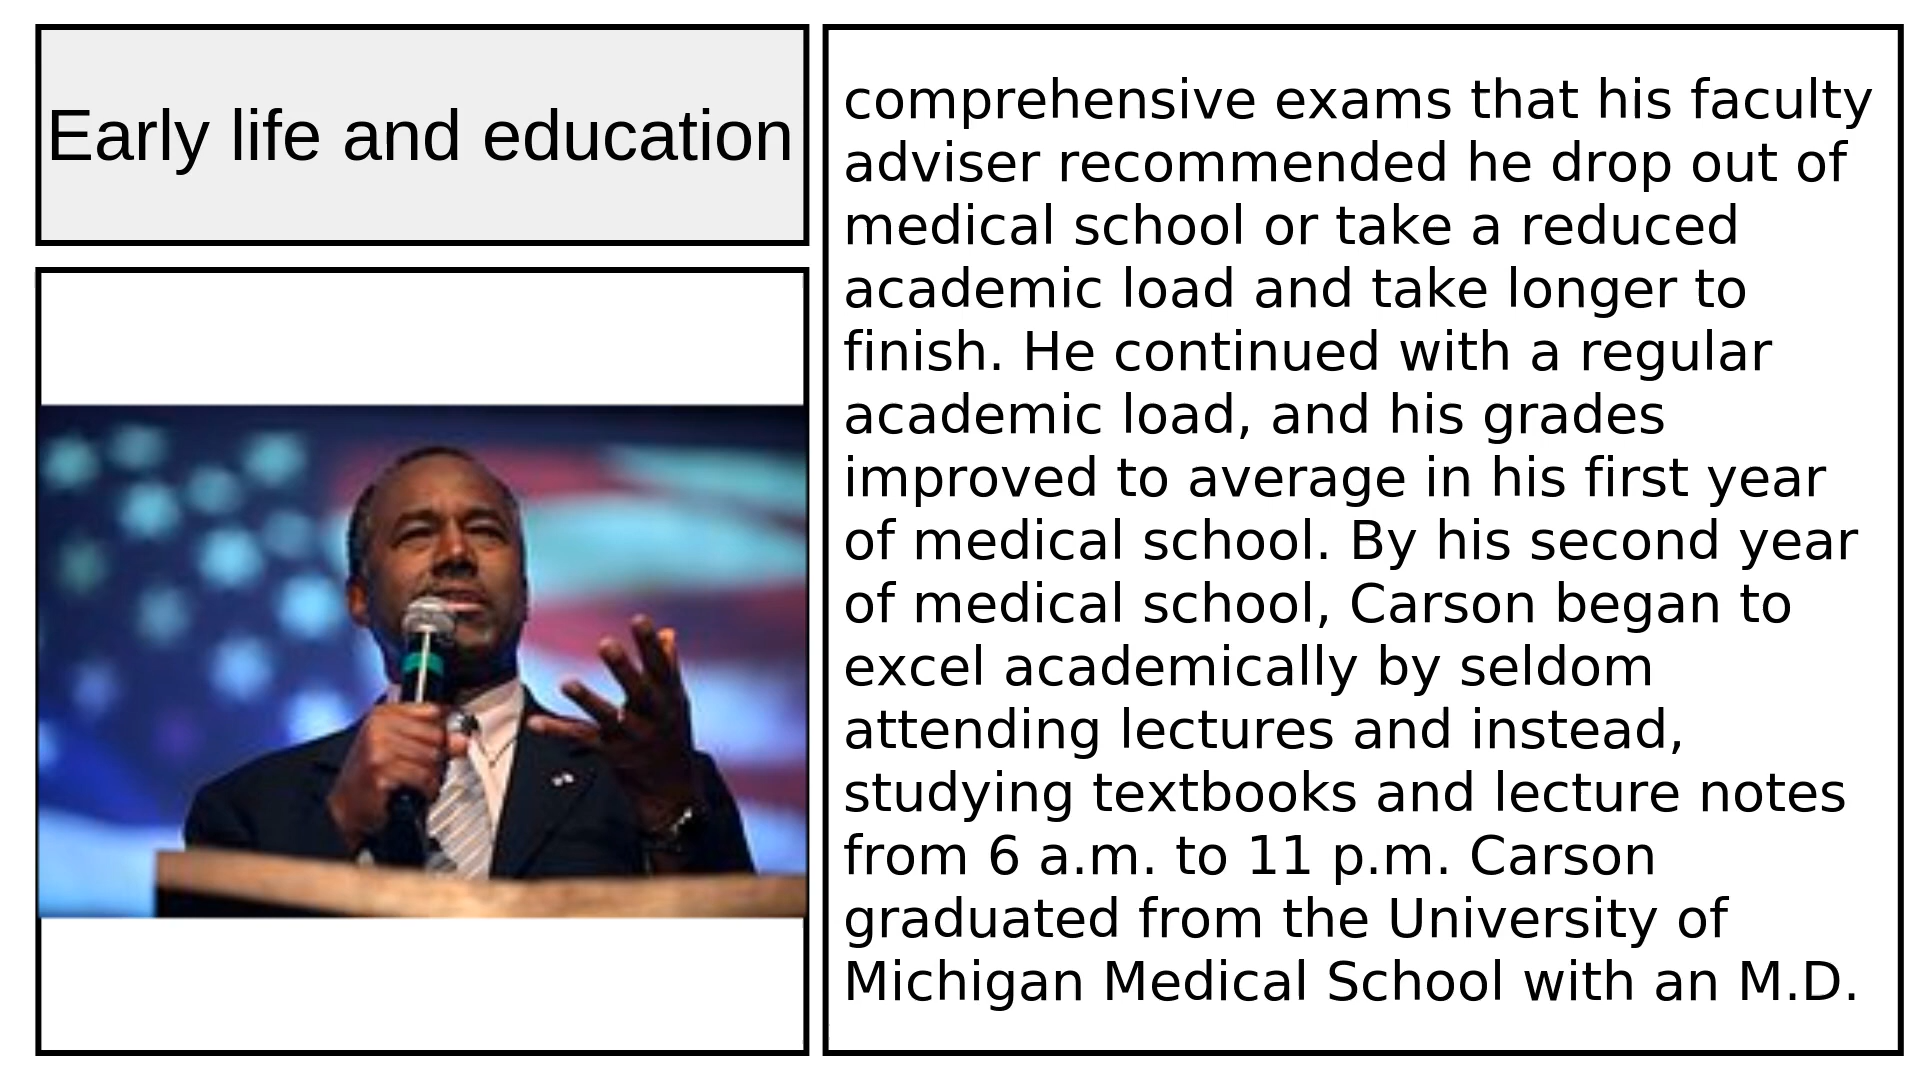 Early life and education
comprehensive exams that his faculty
adviser recommended he drop out of
medical school or take a reduced
academic load and take longer to
finish. He continued with a regular
academic load, and his grades
improved to average in his first year
of medical school. By his second year
of medical school, Carson began to
excel academically by seldom
attending lectures and instead,
studying textbooks and lecture notes
from 6 a.m. to 11 p.m. Carson
graduated from the University of
Michigan Medical School with an M.D.